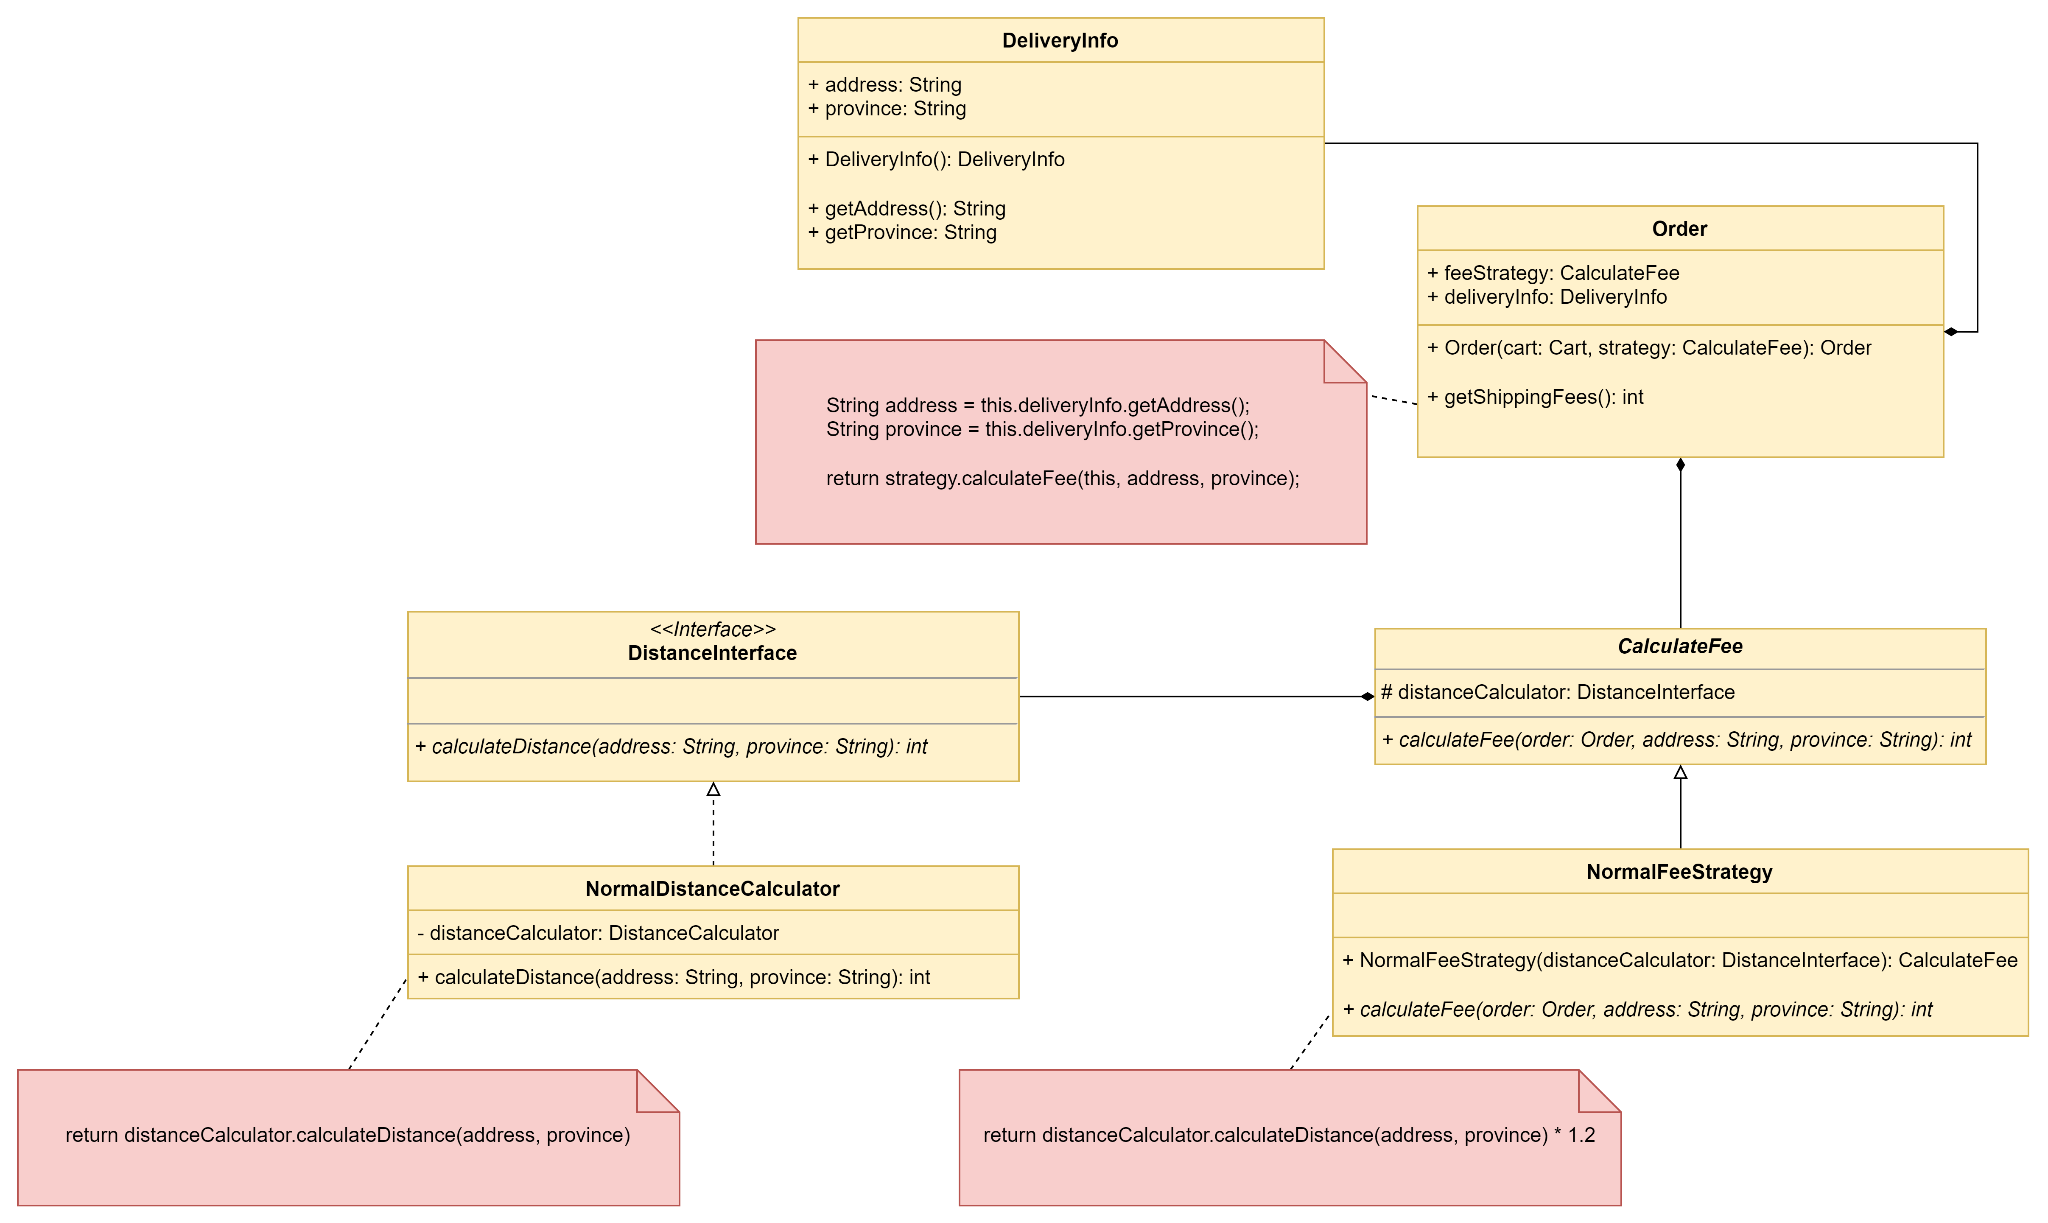 DeliveryInfo
+ address: String
+ province: String
+ DeliveryInfo(): DeliveryInfo
+ getAddress(): String
+ getProvince: String
Order
+ feeStrategy: CalculateFee
+ deliveryInfo: DeliveryInfo
+ Order(cart: Cart, strategy: CalculateFee): Order
+ getShippingFees(): int
String address = this.deliveryInfo.getAddress();
String province = this.deliveryInfo.getProvince();
return strategy.calculateFee(this, address, province);
<<Interface>>
DistanceInterface
+ calculateDistance(address: String, province: String): int
CalculateFee
# distanceCalculator: DistanceInterface
+ calculateFee(order: Order, address: String, province: String): int
NormalDistanceCalculator
- distanceCalculator: DistanceCalculator
+ calculateDistance(address: String, province: String): int
NormalFeeStrategy
+ NormalFeeStrategy(distanceCalculator: DistanceInterface): CalculateFee
+ calculateFee(order: Order, address: String, province: String): int
return distanceCalculator.calculateDistance(address, province)
return distanceCalculator.calculateDistance(address, province) * 1.2